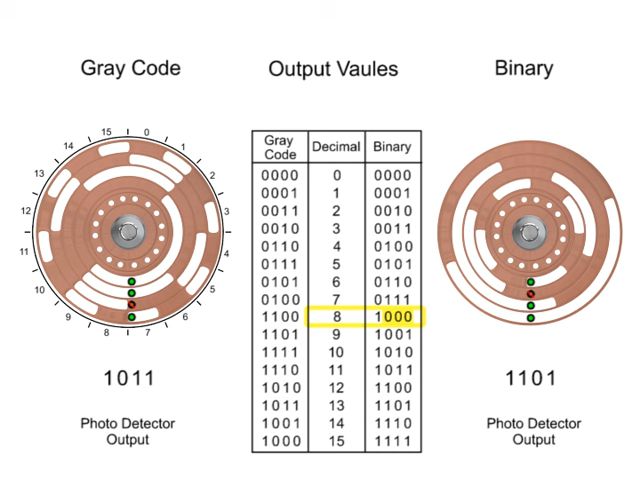 Gray Code
Output Vaules
Binary
15 0
14 1
13 2
12 3
11 4
10 5
9 6
8 7
Gray Code Decimal Binary
0000 0 0000
0001 1 0001
0011 2 0010
0010 3 0011
0110 4 0100
0111 5 0101
0101 6 0110
0100 7 0111
1100 8 1000
1101 9 1001
1111 10 1010
1110 11 1011
1010 12 1100
1011 13 1101
1001 14 1110
1000 15 1111
1011
Photo Detector
Output
1101
Photo Detector
Output